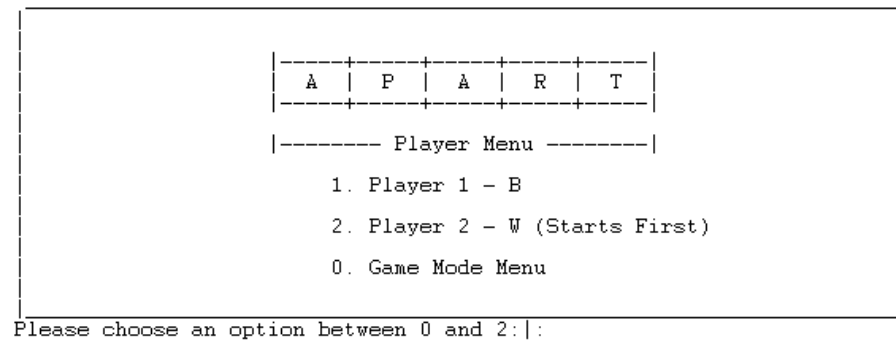 |-----+-----+-----+-----+-----|
| A | P | A | R | T |
|-----+-----+-----+-----+-----|
|-------- Player Menu --------|
1. Player 1 - B
2. Player 2 - W (Starts First)
0. Game Mode Menu
Please choose an option between 0 and 2:|: